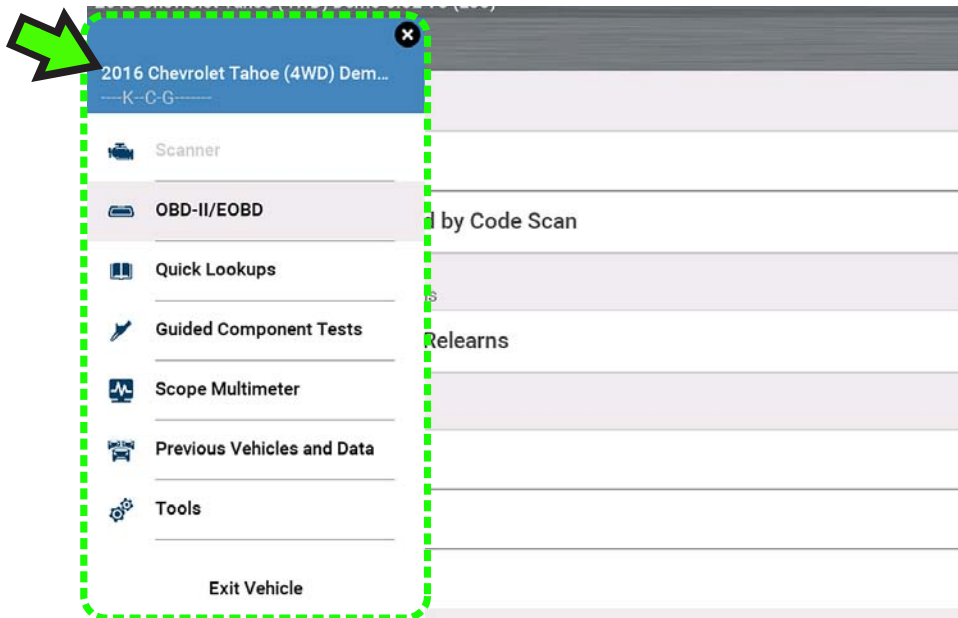 2016 Chevrolet Tahoe (4WD) Dem...
----K--C-G-------
Scanner
OBD-II/EOBD
d by Code Scan
Quick Lookups
ns
Guided Component Tests
Relearns
Scope Multimeter
Previous Vehicles and Data
Tools
Exit Vehicle